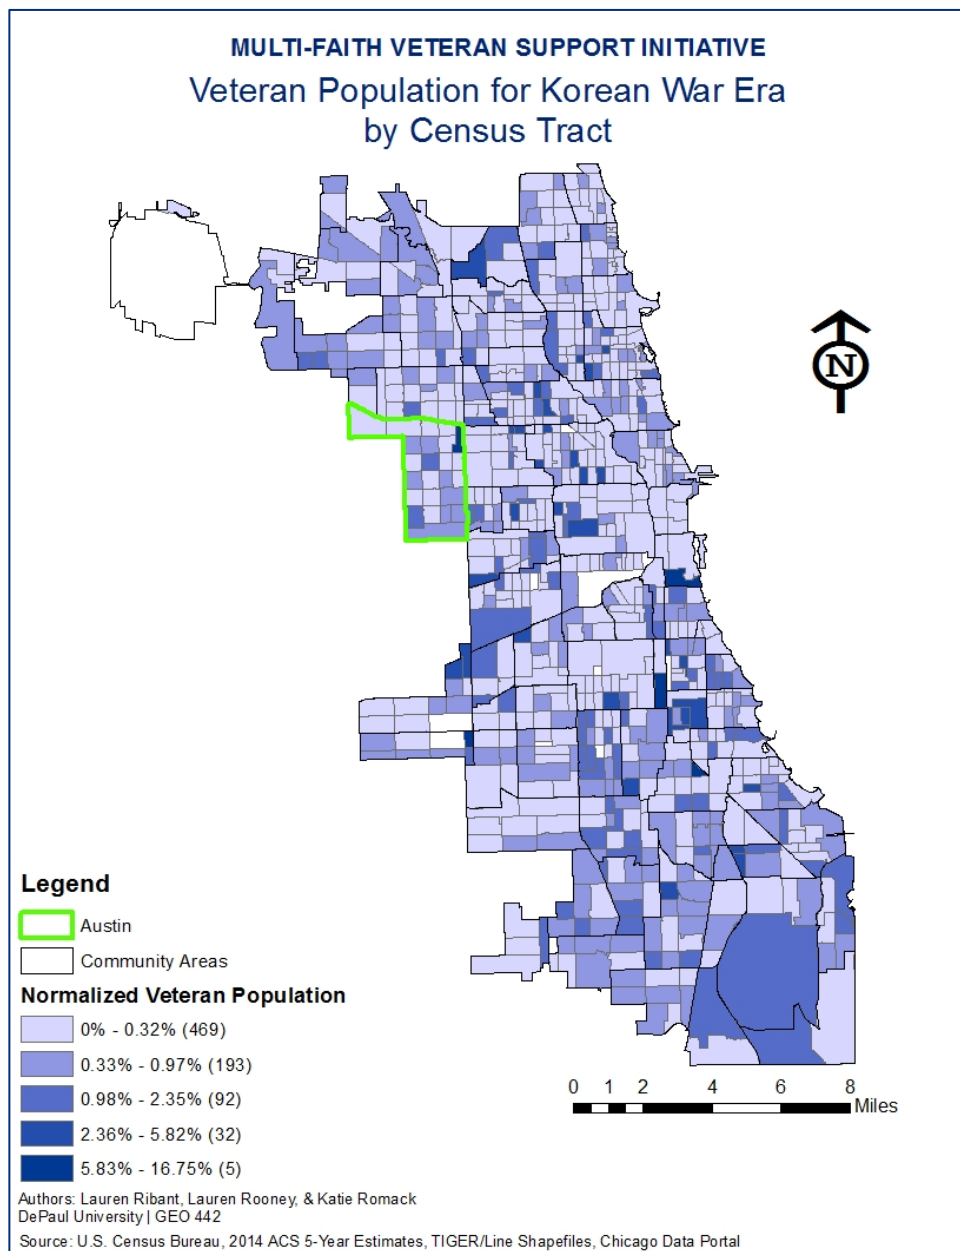 MULTI-FAITH VETERAN SUPPORT INITIATIVE
Veteran Population for Korean War Era
by Census Tract
N
Legend
Austin
Community Areas
Normalized Veteran Population
0% - 0.32% (469)
0.33% - 0.97% (193)
0.98% - 2.35% (92)
2.36% - 5.82% (32)
5.83% - 16.75% (5)
0 1 2 4 6 8
Miles
Authors: Lauren Ribant, Lauren Rooney, & Katie Romack
DePaul University | GEO 442
Source: U.S. Census Bureau, 2014 ACS 5-Year Estimates, TIGER/Line Shapefiles, Chicago Data Portal